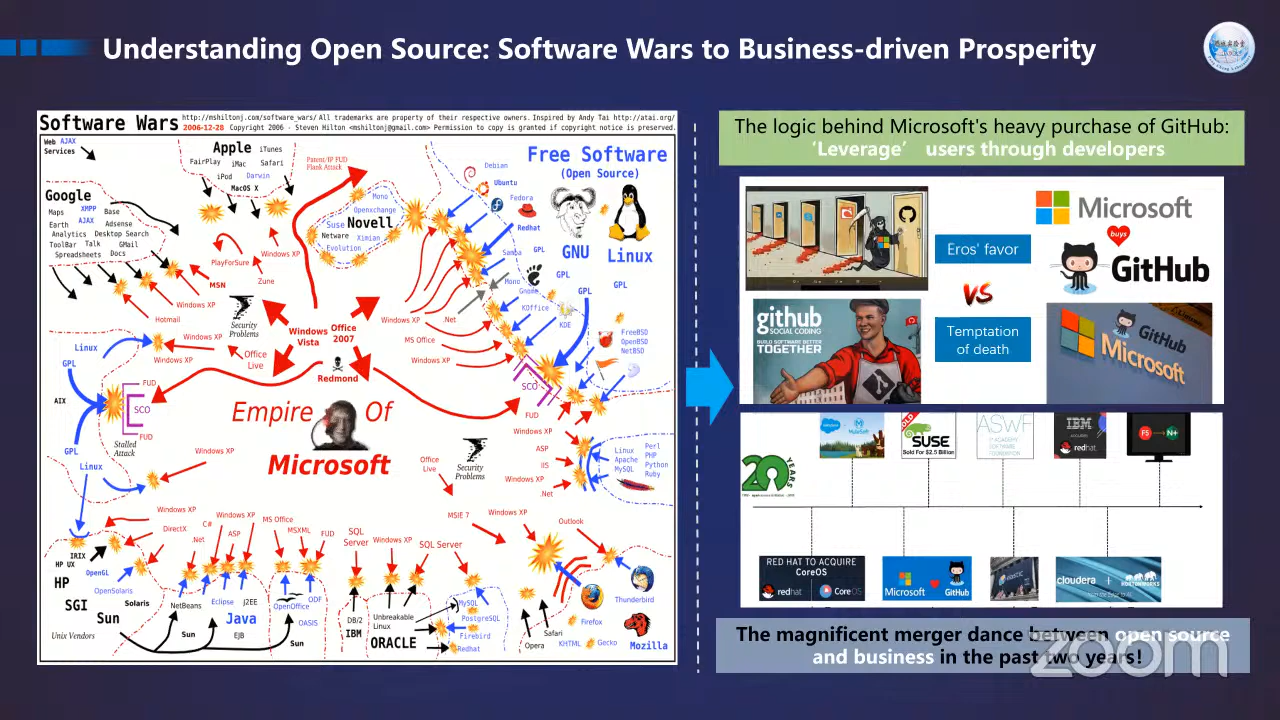 Understanding Open Source: Software Wars to Business-driven Prosperity
Software Wars
http://mshiltonj.com/software_wars/ All trademarks are property of their respective owners. Inspired by Andy Tai http://atai.org/
2006-12-28 Copyright 2006 - Steven Hilton <mshiltonj@gmail.com> Permission to copy is granted if copyright notice is preserved.
Web AJAX
Services
Apple iTunes
FairPlay iMac Safari
iPod Darwin
MacOS X
Patent/IP FUD
Flank Attack
Free Software
(Open Source)
Debian
Ubuntu
Fedora
Redhat
Samba
GPL
GNU
Linux
Mono
Gnome
GPL
GPL
GPL
KOffice
KDE
FreeBSD
OpenBSD
NetBSD
Google
Maps XMPP Base
Earth AJAX Adsense
Analytics Desktop Search
ToolBar Talk GMail
Spreadsheets Docs
Mono
Openxchange
Suse Novell
Netware Ximian
Evolution
PlayForSure
Windows XP
MSN
Zune
Windows XP
Hotmail
Security
Problems
Windows XP
Windows XP
Office
Live
Windows
Vista
Office
2007
Redmond
Windows XP
.Net
MS Office
Windows XP
Linux
GPL
AIX
FUD
SCO
FUD
Stalled
Attack
GPL
Linux
Windows XP
Empire Of
Microsoft
SCO
FUD
Windows XP
ASP
IIS
Windows XP
.Net
Linux
Apache
MySQL
Perl
PHP
Python
Ruby
Office
Live
Security
Problems
MSIE 7
Windows XP
Outlook
Windows XP
DirectX
.Net
C#
Windows XP
ASP
MS Office
MSXML
FUD
SQL
Server
Windows XP
SQL Server
IRIX
HP UX
HP
OpenGL
OpenSolaris
SGI
Solaris
Sun
Unix Vendors
NetBeans
Eclipse
J2EE
Java
Sun
EJB
OpenOffice
ODF
OASIS
Sun
DB/2
IBM
Unbreakable
Linux
ORACLE
MySQL
PostgreSQL
Firebird
Redhat
Opera
Safari
Firefox
KHTML
Gecko
Thunderbird
Mozilla
The logic behind Microsoft's heavy purchase of GitHub:
‘Leverage’ users through developers
github
SOCIAL CODING
BUILD SOFTWARE BETTER
TOGETHER
Eros' favor
VS
Temptation
of death
Microsoft
buys
GitHub
GitHub
Microsoft
20
YEARS
MuleSoft
SOLD
SUSE
Sold For $2.5 Billion
ASWF
IBM
redhat
F5
N+
RED HAT TO ACQUIRE
CoreOS
redhat
Core OS
Microsoft
GitHub
elastic
cloudera +
HORTONWORKS
The magnificent merger dance between open source
and business in the past two years!
zoom